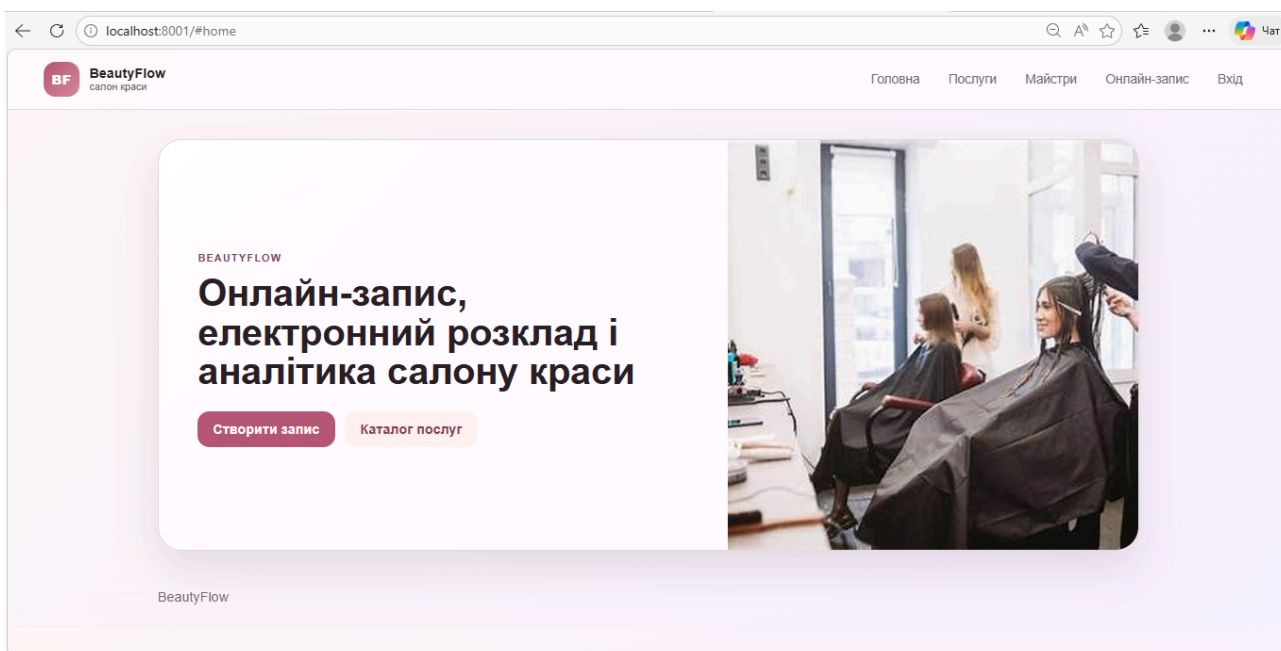 localhost:8001/#home
Чат
BF
BeautyFlow
салон краси
Головна Послуги Майстри Онлайн-запис Вхід
BEAUTYFLOW
Онлайн-запис,
електронний розклад і
аналітика салону краси
Створити запис Каталог послуг
BeautyFlow